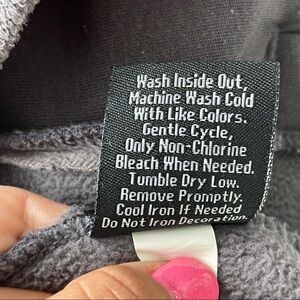 Wash Inside Out,
Machine Wash Cold
With Like Colors.
Gentle Cycle,
Only Non-Chlorine
Bleach When Needed.
Tumble Dry Low.
Remove Promptly.
Cool Iron If Needed
Do Not Iron Decoration.